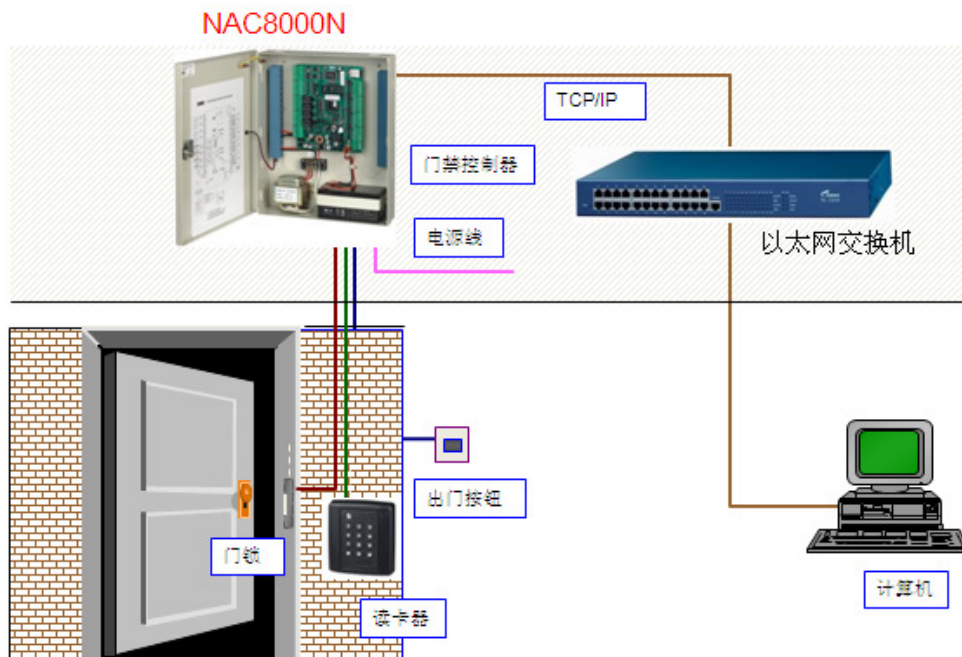 NAC8000N
TCP/IP
门禁控制器
电源线
以太网交换机
出门按钮
门锁
计算机
读卡器